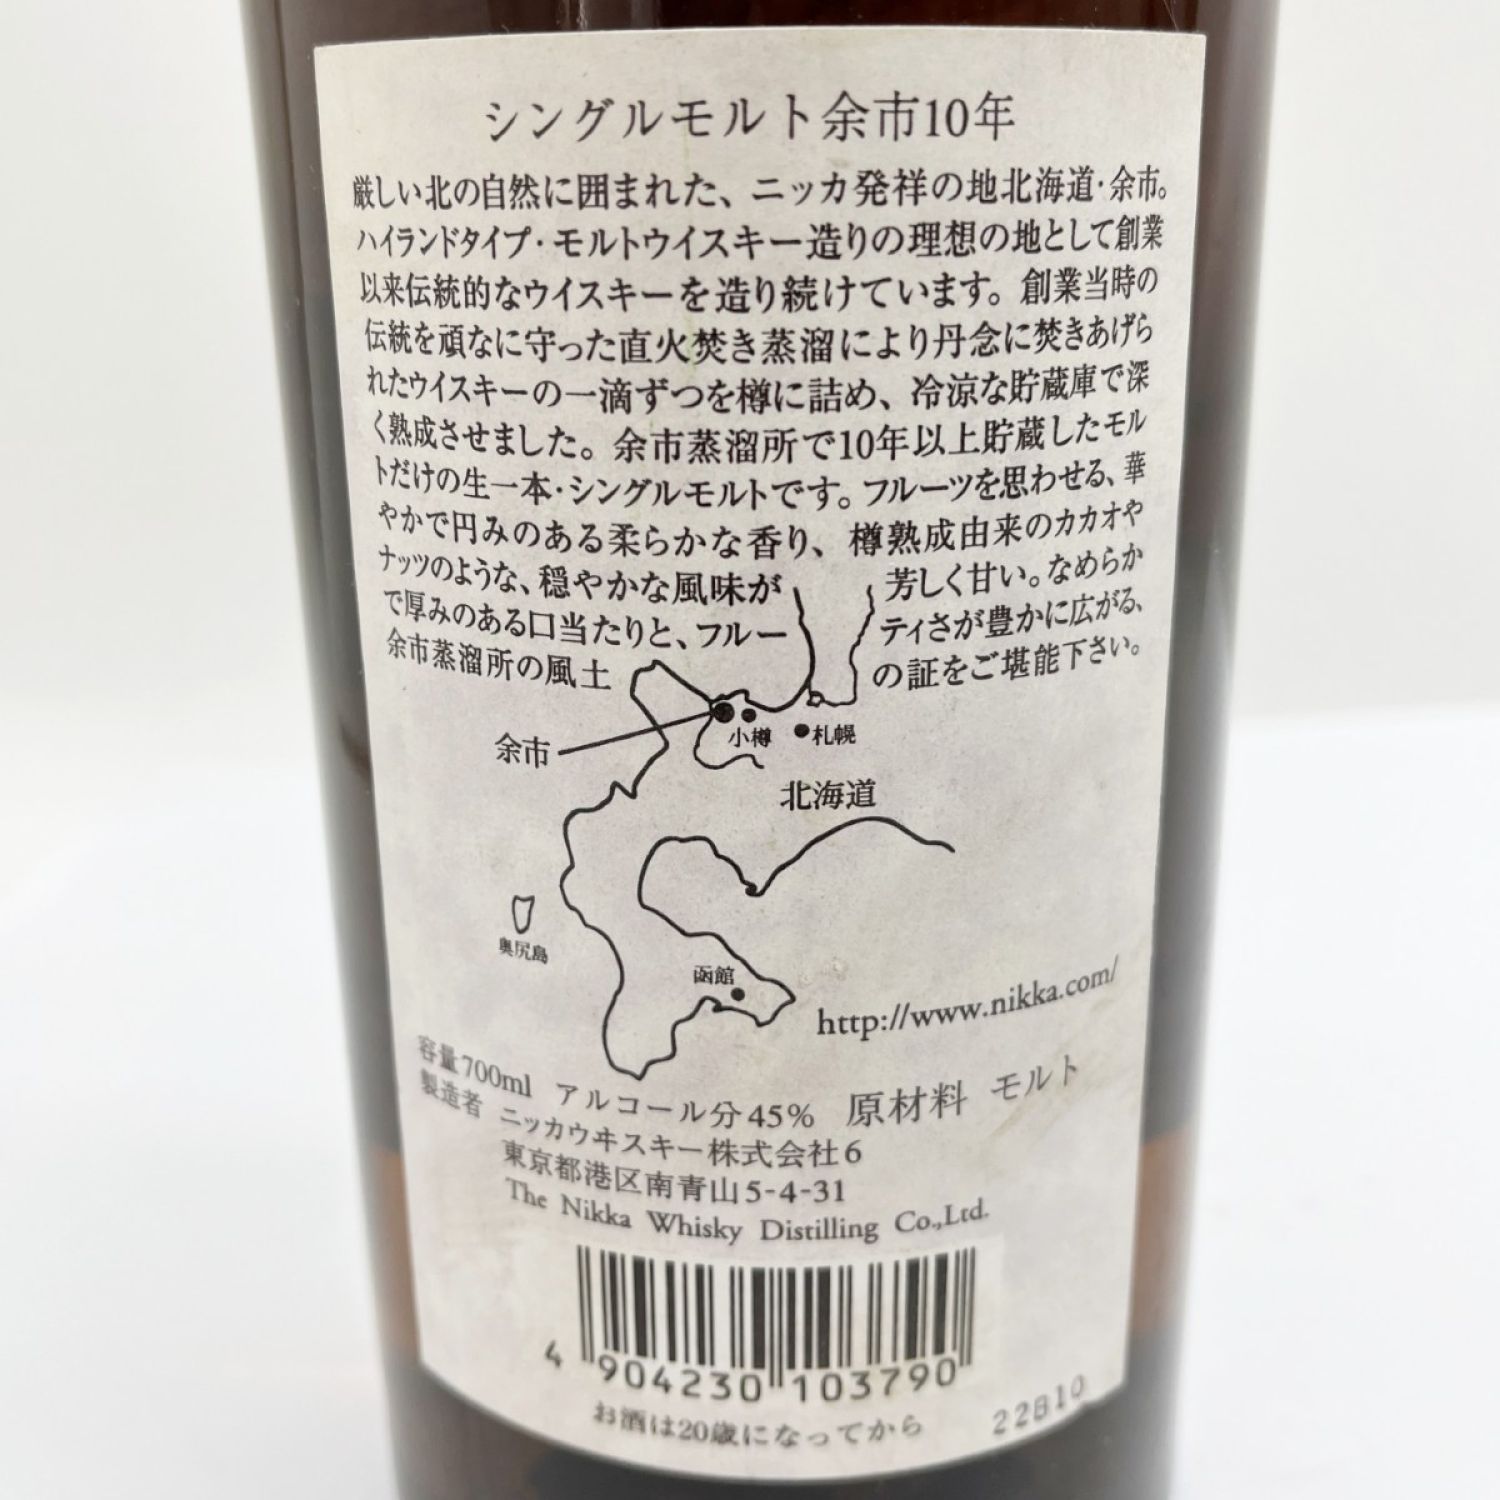 シングルモルト余市10年
厳しい北の自然に囲まれた、ニッカ発祥の地北海道・余市。
ハイランドタイプ・モルトウイスキー造りの理想の地として創業
以来伝統的なウイスキーを造り続けています。創業当時の
伝統を頑なに守った直火焚き蒸溜により丹念に焚きあげら
れたウイスキーの一滴ずつを樽に詰め、冷涼な貯蔵庫で深
く熟成させました。余市蒸溜所で10年以上貯蔵したモル
トだけの生一本・シングルモルトです。フルーツを思わせる、華
やかで円みのある柔らかな香り、樽熟成由来のカカオや
ナッツのような、穏やかな風味が芳しく甘い。なめらか
で厚みのある口当たりと、フルーティさが豊かに広がる、
余市蒸溜所の風土の証をご堪能下さい。
余市
小樽
札幌
北海道
奥尻島
函館
http://www.nikka.com/
容量700ml アルコール分45% 原材料 モルト
製造者 ニッカウヰスキー株式会社6
東京都港区南青山5-4-31
The Nikka Whisky Distilling Co.,Ltd.
4 904230 103790
お酒は20歳になってから
22B10